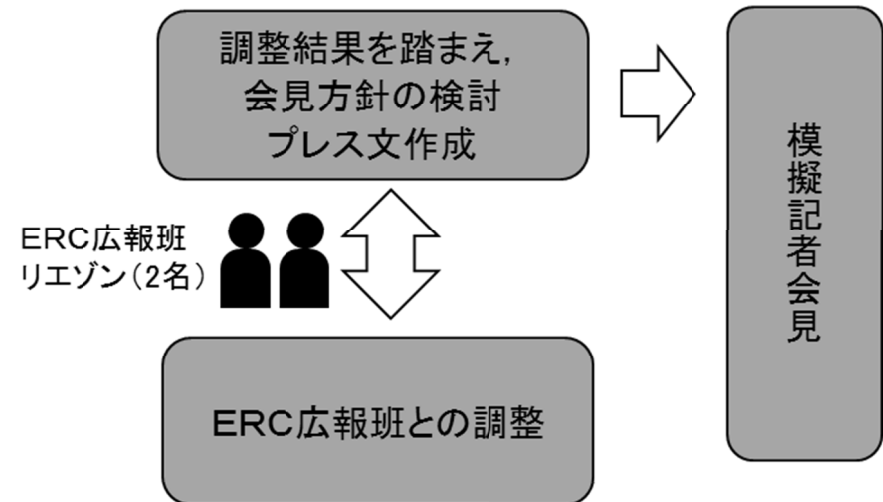 調整結果を踏まえ,
会見方針の検討
プレス文作成
ERC広報班
リエゾン(2名)
ERC広報班との調整
模擬記者会見